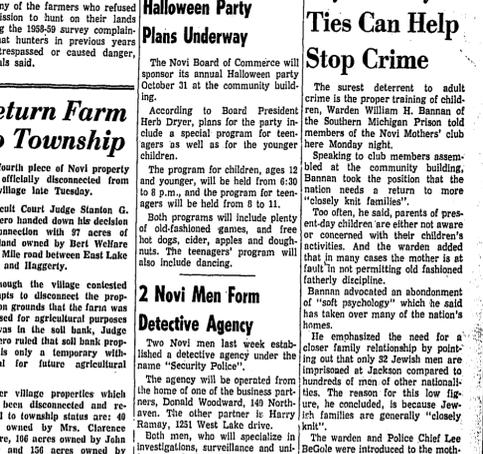 ny of the farmers who refused
ission to hunt on their lands
g the 1958-59 survey complain-
hat hunters in previous years
trespassed or caused danger,
als said.
eturn Farm
o Township
fourth piece of Novi property
officially disconnected from
village late Tuesday.
cuit Court Judge Stanton G.
ero handed down his decision
nnection with 97 acres of
and owned by Bert Welfare
Mile road between East Lake
and Haggerty.
hough the village contested
mpts to disconnect the prop-
on grounds that the farm was
sed for agricultural purposes
was in the soil bank, Judge
ero ruled that soil bank prop-
is only a temporary with-
al for future agricultural
er village properties which
been disconnected and re-
to township status are: 40
owned by Mrs. Clarence
re, 106 acres owned by John
and 156 acres owned by
Halloween Party
Plans Underway
The Novi Board of Commerce will
sponsor its annual Halloween party
October 31 at the community build-
ing.
According to Board President
Herb Dryer, plans for the party in-
clude a special program for teen-
agers as well as for the younger
children.
The program for children, ages 12
and younger, will be held from 6:30
to 8 p.m., and the program for teen-
agers will be held from 8 to 11.
Both programs will include plenty
of old-fashioned games, and free
hot dogs, cider, apples and dough-
nuts. The teenagers' program will
also include dancing.
2 Novi Men Form
Detective Agency
Two Novi men last week estab-
lished a detective agency under the
name "Security Police".
The agency will be operated from
the home of one of the business part-
ners, Donald Woodward, 149 North-
aven. The other partner is Harry
Ramay, 1251 West Lake drive.
Both men, who will specialize in
investigations, surveillance and uni-
Ties Can Help
Stop Crime
The surest deterrent to adult
crime is the proper training of child-
ren, Warden William H. Bannan of
the Southern Michigan Prison told
members of the Novi Mothers' club
here Monday night.
Speaking to club members assem-
bled at the community building,
Bannan took the position that the
nation needs a return to more
"closely knit families".
Too often, he said, parents of pres-
ent-day children are either not aware
or concerned with their children's
activities. And the warden added
that in many cases the mother is at
fault in not permitting old fashioned
fatherly discipline.
Bannan advocated an abondonment
of "soft psychology" which he said
has taken over many of the nation's
homes.
He emphasized the need for a
closer family relationship by point-
ing out that only 32 Jewish men are
imprisoned at Jackson compared to
hundreds of men of other nationali-
ties. The reason for this low fig-
ure, he concluded, is because Jew-
ish families are generally "closely
knit".
The warden and Police Chief Lee
BeGole were introduced to the moth-